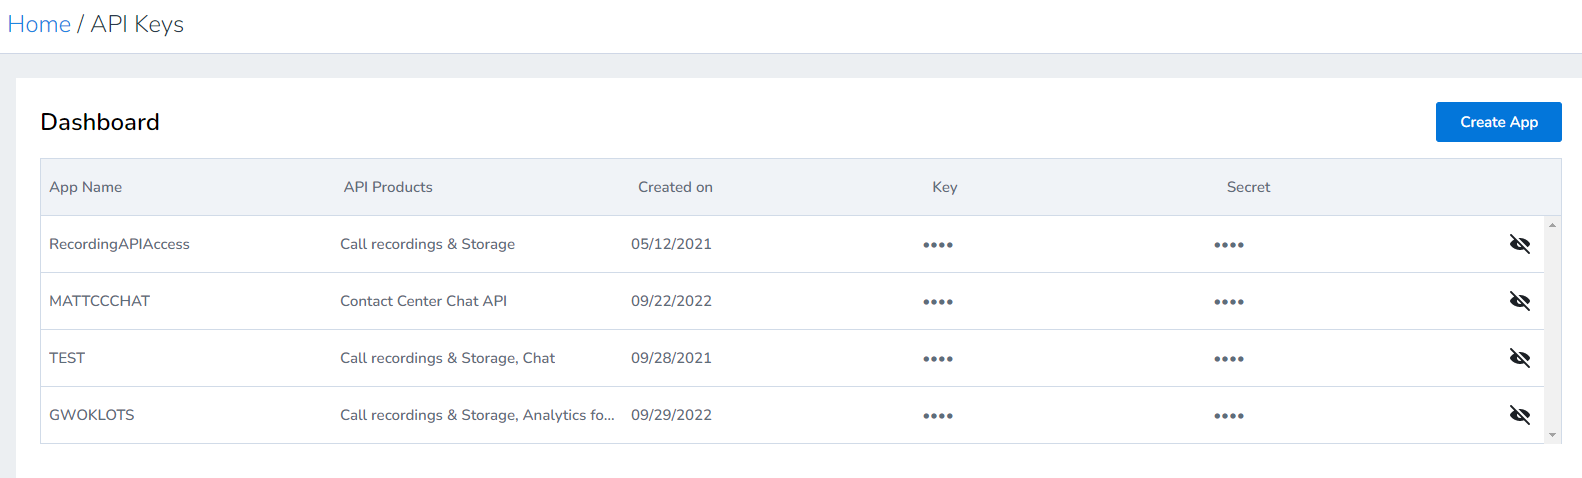 Home / API Keys
Dashboard
Create App
App Name API Products Created on Key Secret
RecordingAPIAccess Call recordings & Storage 05/12/2021 •••• ••••
MATTCCCHAT Contact Center Chat API 09/22/2022 •••• ••••
TEST Call recordings & Storage, Chat 09/28/2021 •••• ••••
GWOKLOTS Call recordings & Storage, Analytics fo... 09/29/2022 •••• ••••